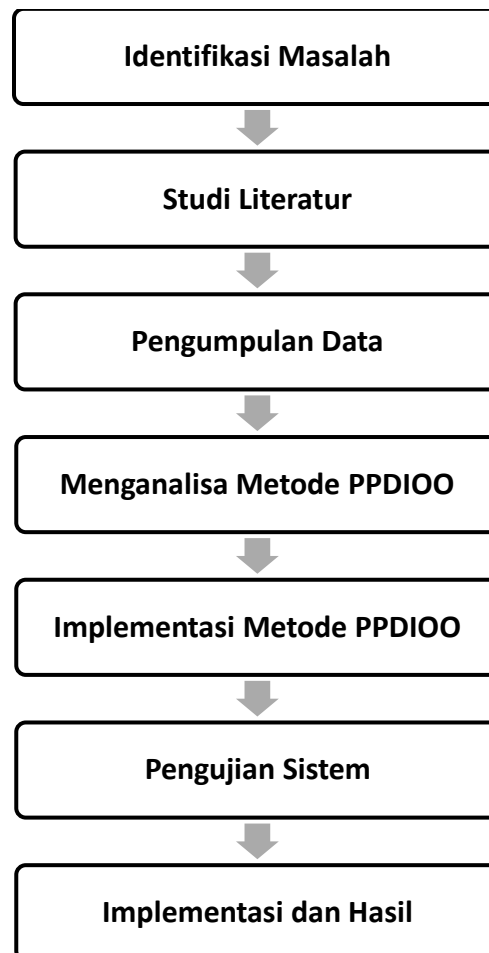 Identifikasi Masalah
Studi Literatur
Pengumpulan Data
Menganalisa Metode PPDIOO
Implementasi Metode PPDIOO
Pengujian Sistem
Implementasi dan Hasil